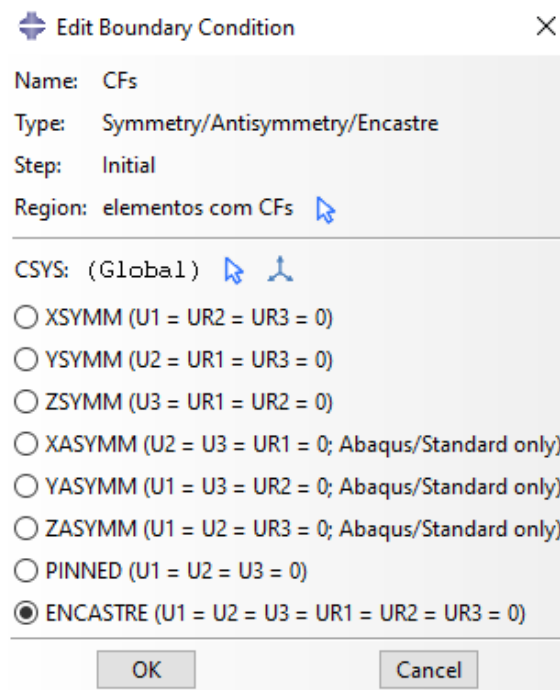 Edit Boundary Condition
Name: CFs
Type: Symmetry/Antisymmetry/Encastre
Step: Initial
Region: elementos com CFs
CSYS: (Global)
XSYMM (U1 = UR2 = UR3 = 0)
YSYMM (U2 = UR1 = UR3 = 0)
ZSYMM (U3 = UR1 = UR2 = 0)
XASYMM (U2 = U3 = UR1 = 0; Abaqus/Standard only)
YASYMM (U1 = U3 = UR2 = 0; Abaqus/Standard only)
ZASYMM (U1 = U2 = UR3 = 0; Abaqus/Standard only)
PINNED (U1 = U2 = U3 = 0)
ENCASTRE (U1 = U2 = U3 = UR1 = UR2 = UR3 = 0)
OK Cancel